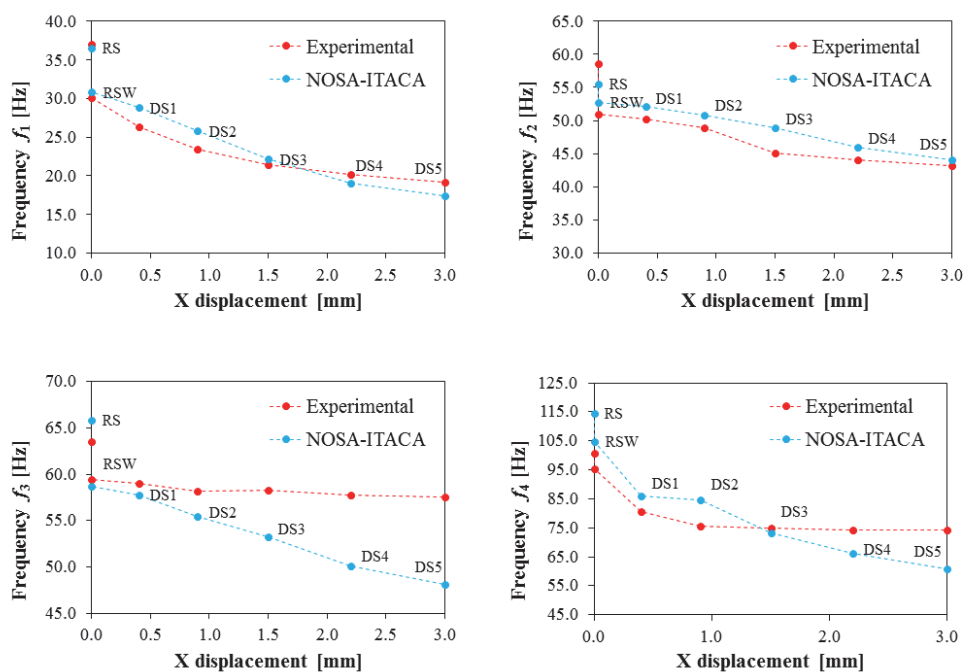 40.0
35.0
30.0
25.0
20.0
15.0
10.0
Frequency f1 [Hz]
Experimental
NOSA-ITACA
RS
RSW
DS1
DS2
DS3
DS4
DS5
0.0 0.5 1.0 1.5 2.0 2.5 3.0
X displacement [mm]
65.0
60.0
55.0
50.0
45.0
40.0
35.0
30.0
Frequency f2 [Hz]
Experimental
NOSA-ITACA
RS
RSW
DS1
DS2
DS3
DS4
DS5
0.0 0.5 1.0 1.5 2.0 2.5 3.0
X displacement [mm]
70.0
65.0
60.0
55.0
50.0
45.0
Frequency f3 [Hz]
Experimental
NOSA-ITACA
RS
RSW
DS1
DS2
DS3
DS4
DS5
0.0 0.5 1.0 1.5 2.0 2.5 3.0
X displacement [mm]
125.0
115.0
105.0
95.0
85.0
75.0
65.0
55.0
45.0
Frequency f4 [Hz]
Experimental
NOSA-ITACA
RS
RSW
DS1
DS2
DS3
DS4
DS5
0.0 1.0 2.0 3.0
X displacement [mm]